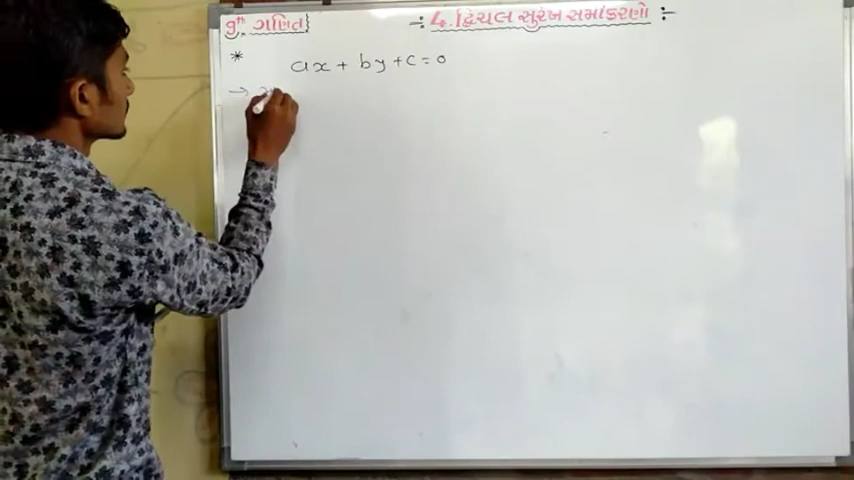 9th ગણિત
÷ 4. દ્વિચલ સુરેખ સમીકરણો ÷
* ax + by + c = 0
→